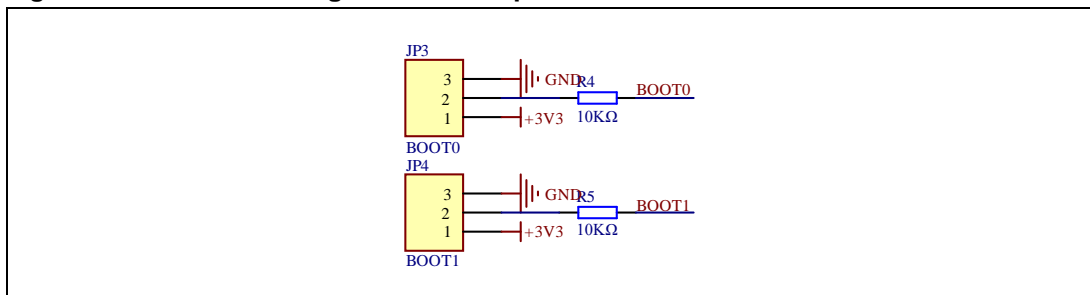 JP3
3
GND
R4
2
BOOT0
1
+3V3
10KΩ
BOOT0
JP4
3
GND
R5
2
BOOT1
1
+3V3
10KΩ
BOOT1